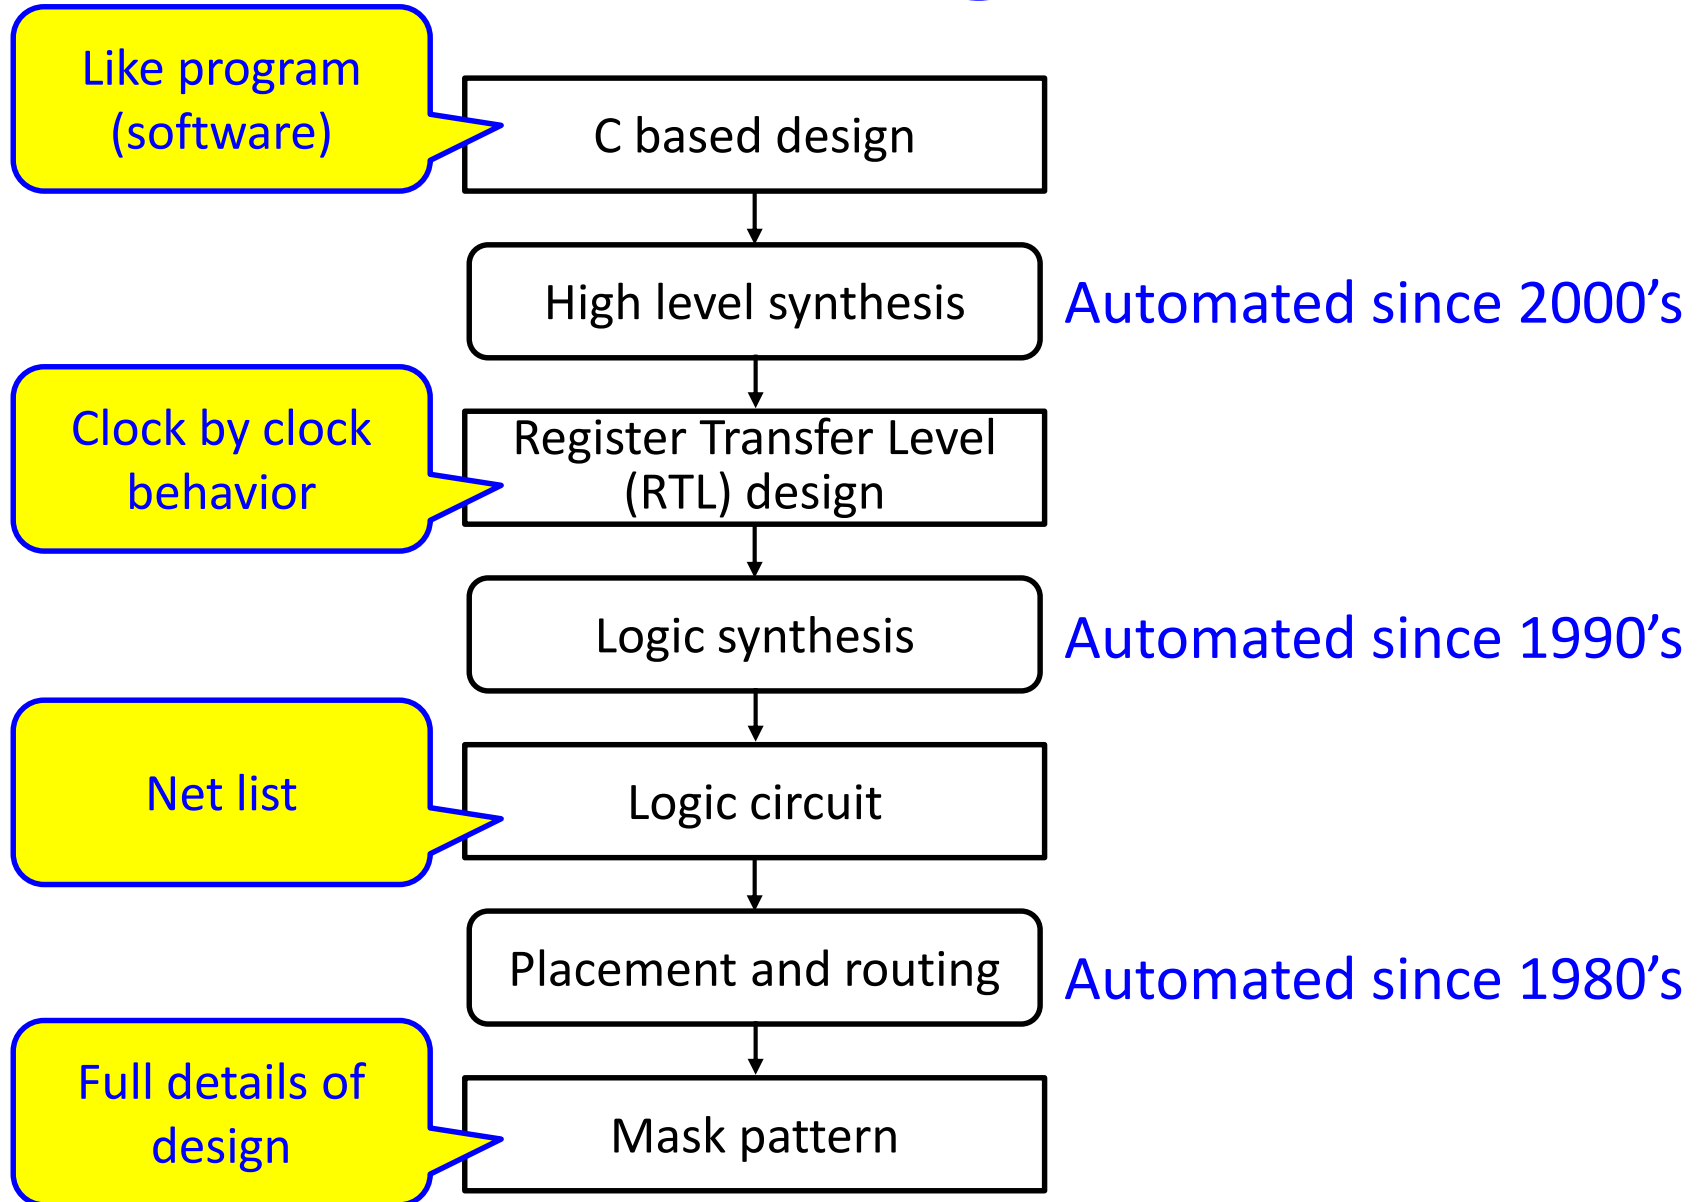 Like program
(software)
C based design
High level synthesis
Automated since 2000’s
Clock by clock
behavior
Register Transfer Level
(RTL) design
Logic synthesis
Automated since 1990’s
Net list
Logic circuit
Placement and routing
Automated since 1980’s
Full details of
design
Mask pattern